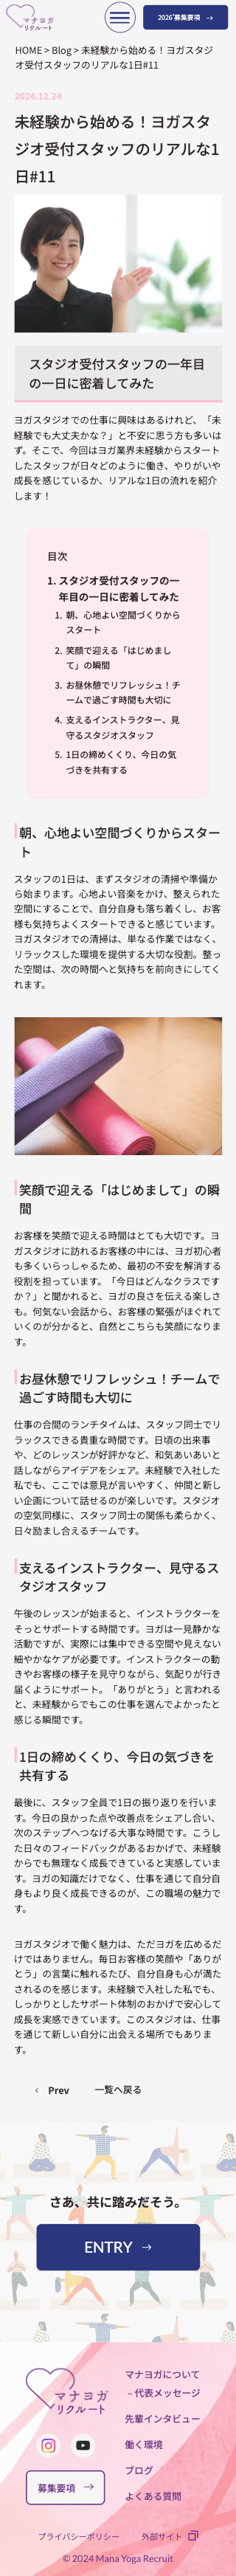 マナヨガ
リクルート
2026'募集要項 →
HOME > Blog > 未経験から始める！ヨガスタジ
オ受付スタッフのリアルな1日#11
2024.12.24
未経験から始める！ヨガスタ
ジオ受付スタッフのリアルな1
日#11
スタジオ受付スタッフの一年目
の一日に密着してみた
ヨガスタジオでの仕事に興味はあるけれど、「未
経験でも大丈夫かな？」と不安に思う方も多いは
ず。そこで、今回はヨガ業界未経験からスタート
したスタッフが日々どのように働き、やりがいや
成長を感じているか、リアルな1日の流れを紹介
します！
目次
1. スタジオ受付スタッフの一
年目の一日に密着してみた
1. 朝、心地よい空間づくりから
スタート
2. 笑顔で迎える「はじめまし
て」の瞬間
3. お昼休憩でリフレッシュ！チ
ームで過ごす時間も大切に
4. 支えるインストラクター、見
守るスタジオスタッフ
5. 1日の締めくくり、今日の気
づきを共有する
朝、心地よい空間づくりからスター
ト
スタッフの1日は、まずスタジオの清掃や準備か
ら始まります。心地よい音楽をかけ、整えられた
空間にすることで、自分自身も落ち着くし、お客
様も気持ちよくスタートできると感じています。
ヨガスタジオでの清掃は、単なる作業ではなく、
リラックスした環境を提供する大切な役割。整っ
た空間は、次の時間へと気持ちを前向きにしてく
れます。
笑顔で迎える「はじめまして」の瞬
間
お客様を笑顔で迎える時間はとても大切です。ヨ
ガスタジオに訪れるお客様の中には、ヨガ初心者
も多くいらっしゃるため、最初の不安を解消する
役割を担っています。「今日はどんなクラスです
か？」と聞かれると、ヨガの良さを伝える楽しさ
も。何気ない会話から、お客様の緊張がほぐれて
いくのが分かると、自然とこちらも笑顔になりま
す。
お昼休憩でリフレッシュ！チームで
過ごす時間も大切に
仕事の合間のランチタイムは、スタッフ同士でリ
ラックスできる貴重な時間です。日頃の出来事
や、どのレッスンが好評かなど、和気あいあいと
話しながらアイデアをシェア。未経験で入社した
私でも、ここでは意見が言いやすく、仲間と新し
い企画について話せるのが楽しいです。スタジオ
の空気同様に、スタッフ同士の関係も柔らかく、
日々励まし合えるチームです。
支えるインストラクター、見守るス
タジオスタッフ
午後のレッスンが始まると、インストラクターを
そっとサポートする時間です。ヨガは一見静かな
活動ですが、実際には集中できる空間や見えない
細やかなケアが必要です。インストラクターの動
きやお客様の様子を見守りながら、気配りが行き
届くようにサポート。「ありがとう」と言われる
と、未経験からでもこの仕事を選んでよかったと
感じる瞬間です。
1日の締めくくり、今日の気づきを
共有する
最後に、スタッフ全員で1日の振り返りを行いま
す。今日の良かった点や改善点をシェアし合い、
次のステップへつなげる大事な時間です。こうし
た日々のフィードバックがあるおかげで、未経験
からでも無理なく成長できていると実感していま
す。ヨガの知識だけでなく、仕事を通じて自分自
身もより良く成長できるのが、この職場の魅力で
す。
ヨガスタジオで働く魅力は、ただヨガを広めるだ
けではありません。毎日お客様の笑顔や「ありが
とう」の言葉に触れるたび、自分自身も心が満た
されるのを感じます。未経験で入社した私でも、
しっかりとしたサポート体制のおかげで安心して
成長を実感できています。このスタジオは、仕事
を通じて新しい自分に出会える場所でもありま
す。
‹ Prev 一覧へ戻る
さあ、共に踏みだそう。
ENTRY →
マナヨガ
リクルート
募集要項 →
マナヨガについて
– 代表メッセージ
先輩インタビュー
働く環境
ブログ
よくある質問
プライバシーポリシー 外部サイト
© 2024 Mana Yoga Recruit